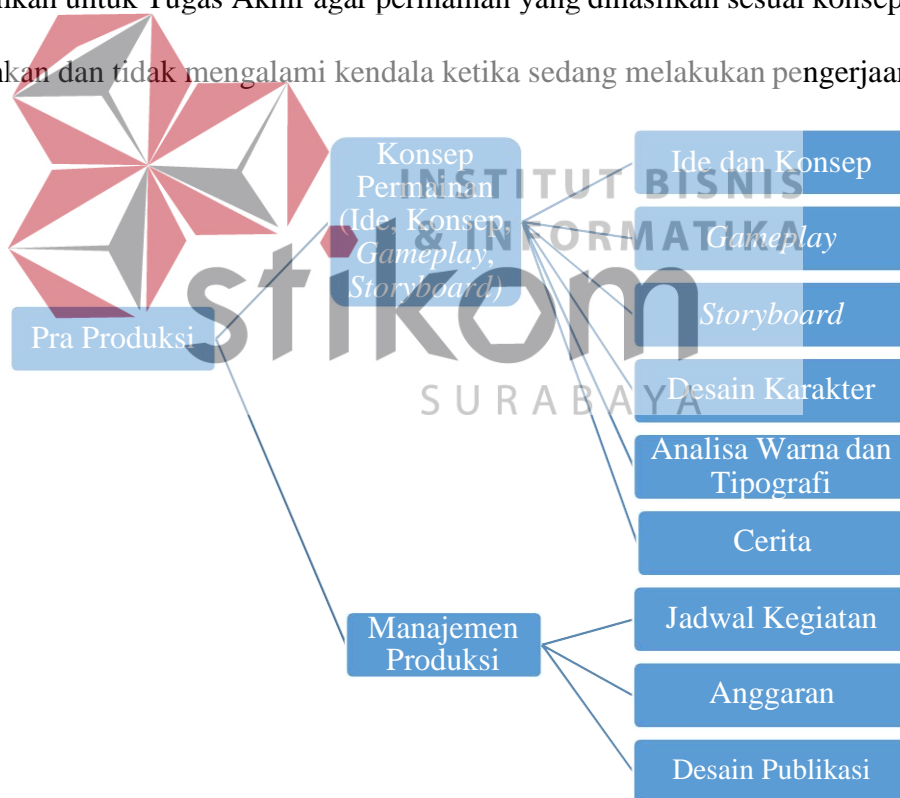 untuk Tugas Akhir agar permainan yang dihasilkan sesuai konsep
dan tidak mengalami kendala ketika sedang melakukan pengerjaan
Konsep
Permainan
(Ide, Konsep,
Gameplay,
Storyboard)
Pra Produksi
Ide dan Konsep
Gameplay
Storyboard
Desain Karakter
Analisa Warna dan
Tipografi
Cerita
Manajemen
Produksi
Jadwal Kegiatan
Anggaran
Desain Publikasi
INSTITUT BISNIS
& INFORMATIKA
stikom
SURABAYA